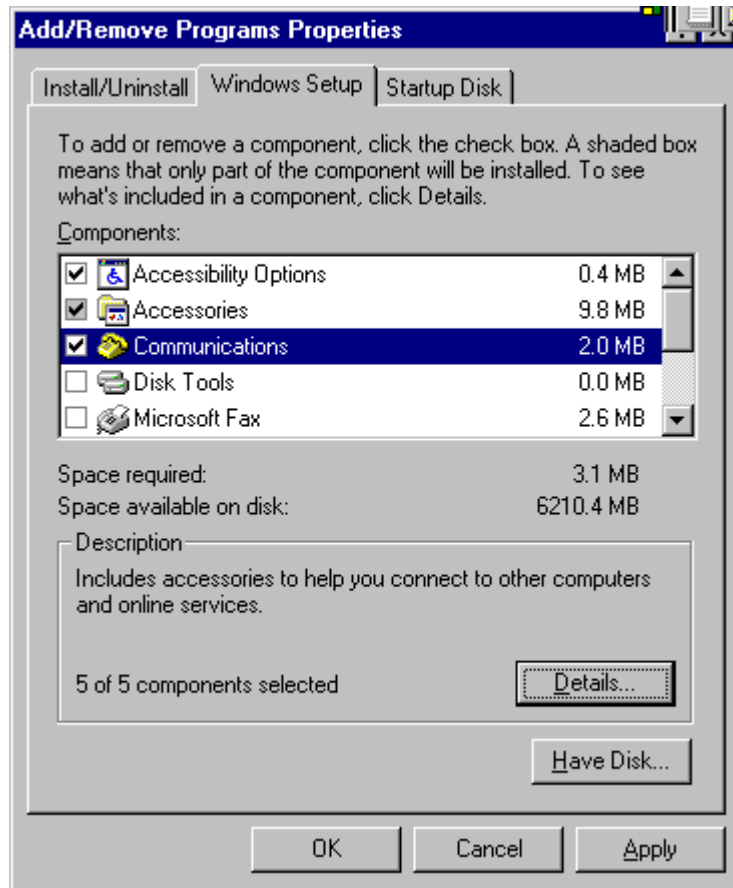 Add/Remove Programs Properties
Install/Uninstall Windows Setup Startup Disk
To add or remove a component, click the check box. A shaded box
means that only part of the component will be installed. To see
what's included in a component, click Details.
Components:
Accessibility Options 0.4 MB
Accessories 9.8 MB
Communications 2.0 MB
Disk Tools 0.0 MB
Microsoft Fax 2.6 MB
Space required: 3.1 MB
Space available on disk: 6210.4 MB
Description
Includes accessories to help you connect to other computers
and online services.
5 of 5 components selected
Details...
Have Disk...
OK Cancel Apply